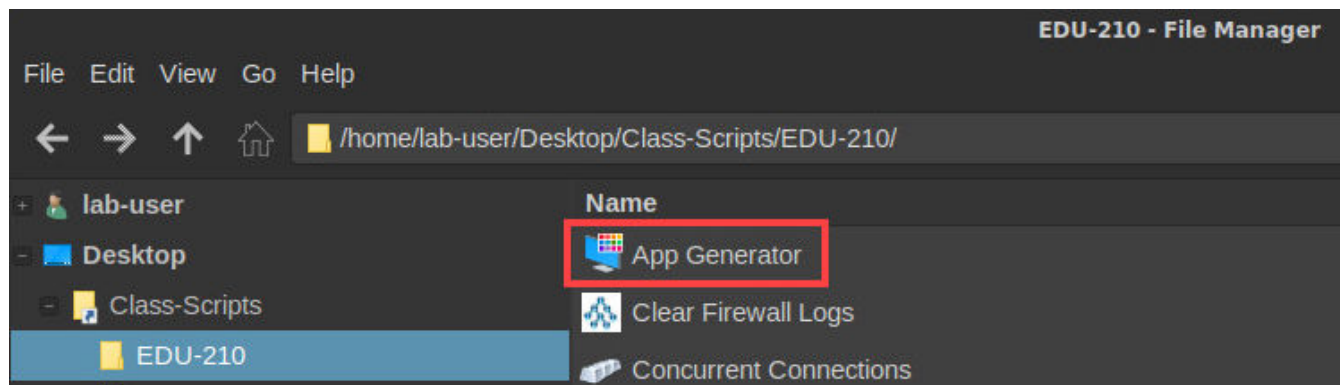 EDU-210 - File Manager
File Edit View Go Help
/home/lab-user/Desktop/Class-Scripts/EDU-210/
lab-user
Name
Desktop
App Generator
Class-Scripts
Clear Firewall Logs
EDU-210
Concurrent Connections